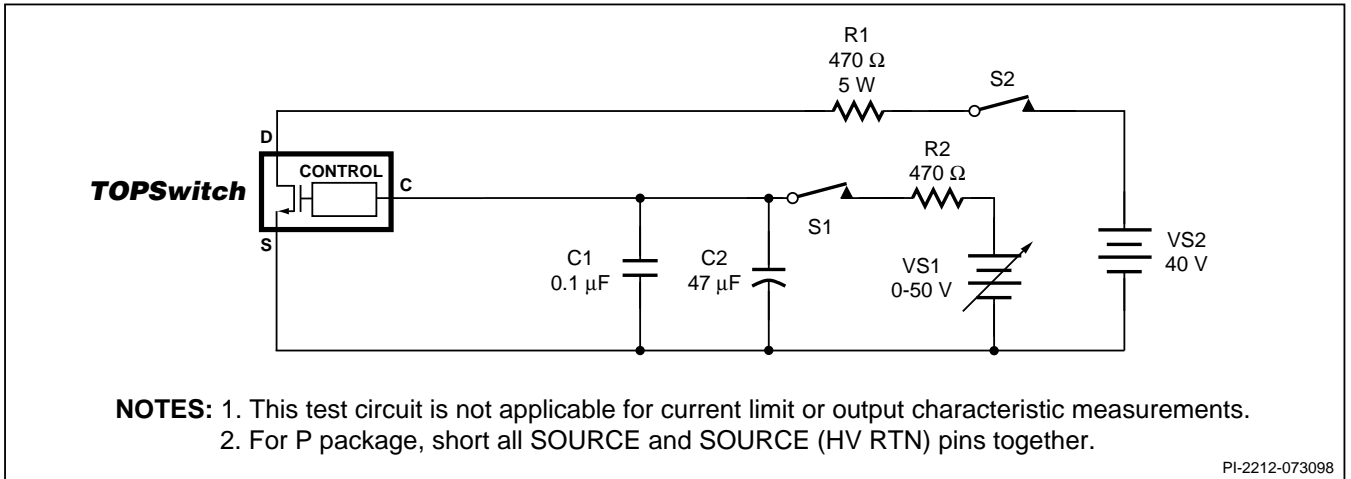 R1
470 Ω
5 W
S2
D
R2
470 Ω
CONTROL
C
TOPSwitch
S1
S
C1
0.1 μF
C2
47 μF
VS1
0-50 V
VS2
40 V
NOTES: 1. This test circuit is not applicable for current limit or output characteristic measurements.
2. For P package, short all SOURCE and SOURCE (HV RTN) pins together.
PI-2212-073098